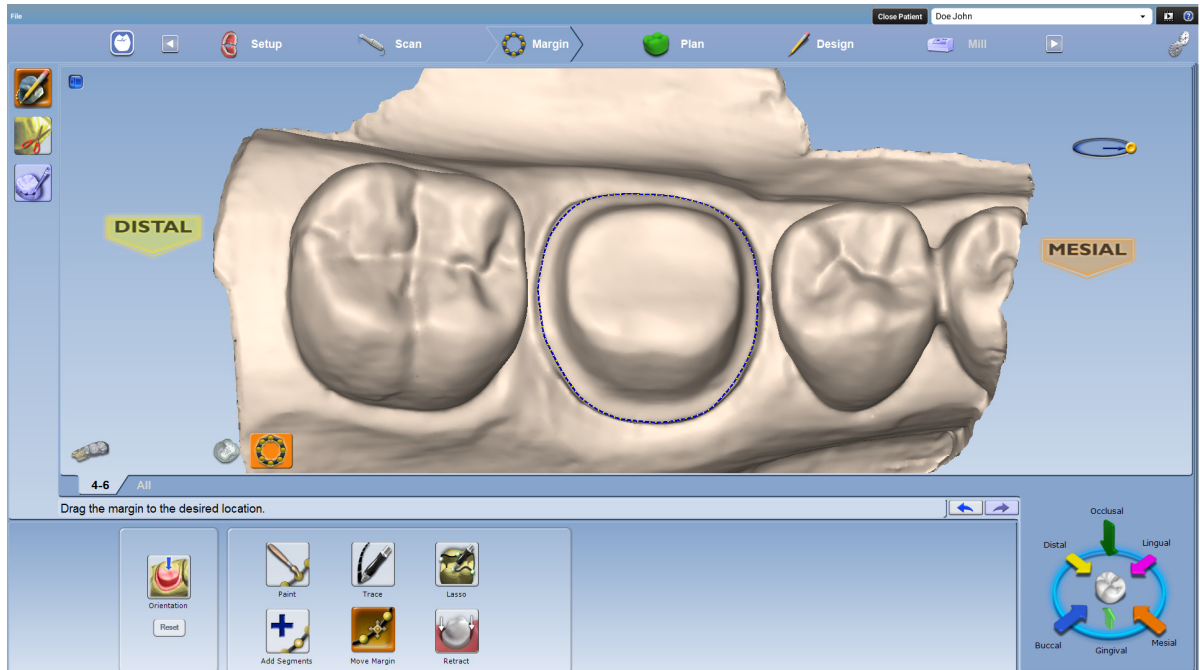 File
Close Patient Doe John
Setup
Scan
Margin
Plan
Design
Mill
DISTAL
MESIAL
4-6 All
Drag the margin to the desired location.
Orientation
Reset
Paint
Trace
Lasso
Add Segments
Move Margin
Retract
Occlusal
Distal
Lingual
Buccal
Gingival
Mesial